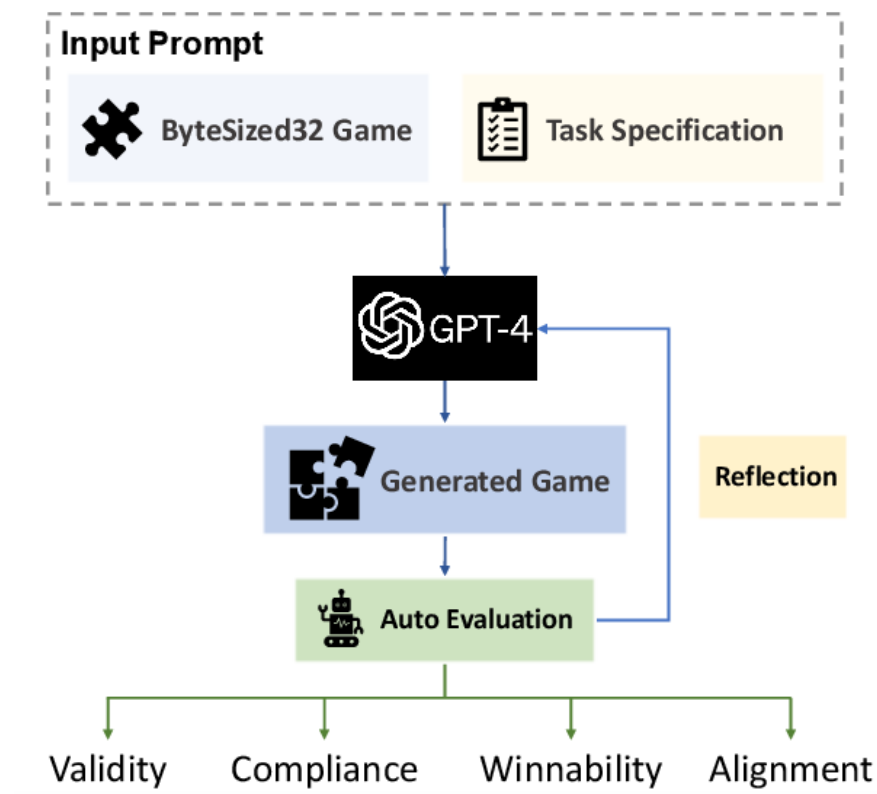 Input Prompt
ByteSized32 Game
Task Specification
GPT-4
Generated Game
Reflection
Auto Evaluation
Validity
Compliance
Winnability
Alignment